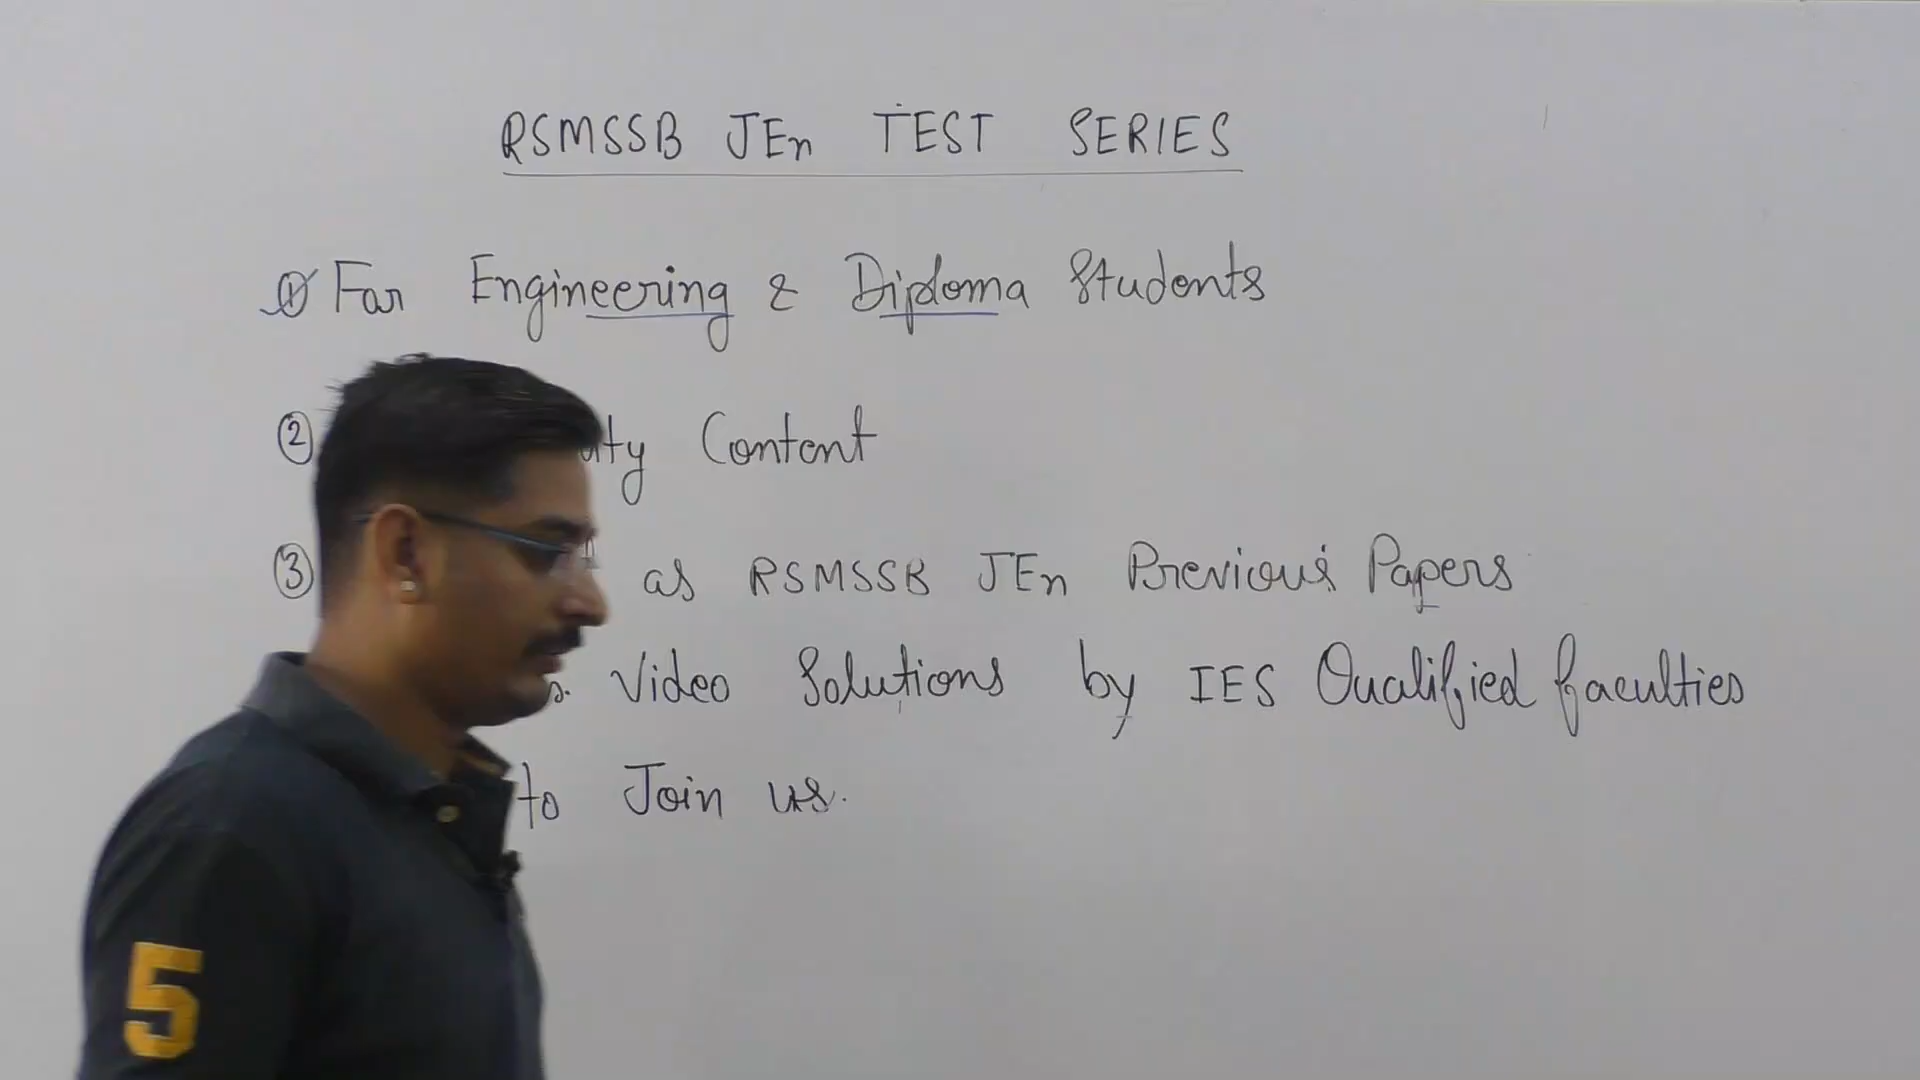 RSMSSB JEn TEST SERIES
① For Engineering & Diploma Students
② Content
③ as RSMSSB JEn Previous Papers
Video Solutions by IES Qualified faculties
to Join us.
5